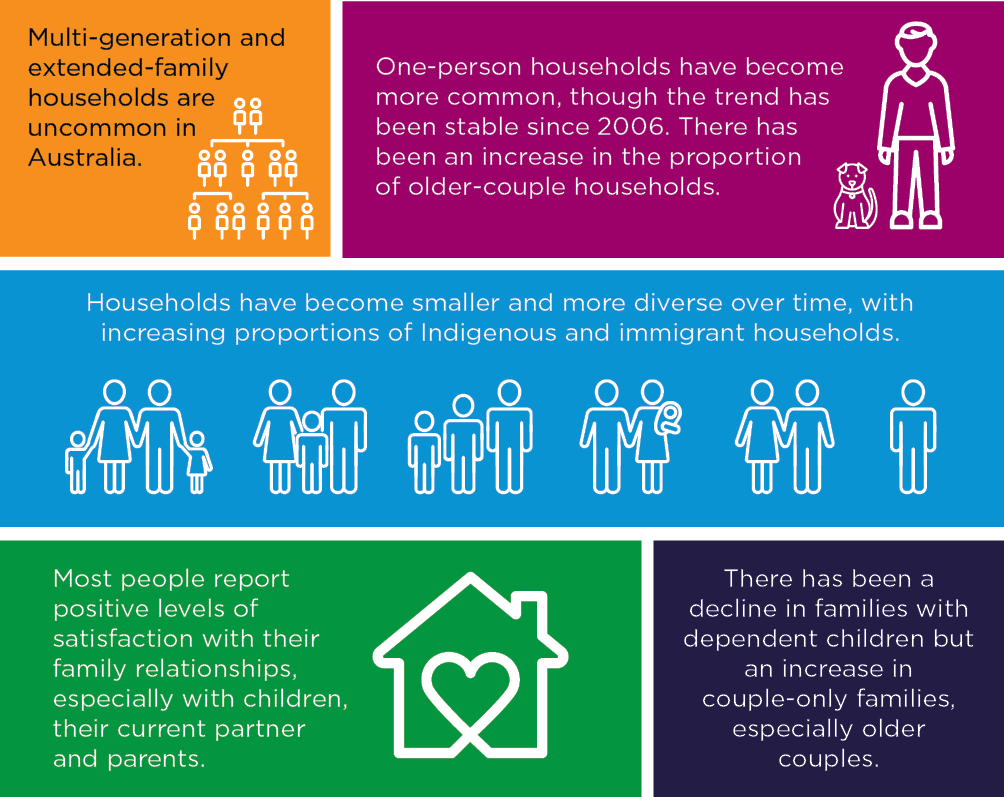 Multi-generation and
extended-family
households are
uncommon in
Australia.
One-person households have become
more common, though the trend has
been stable since 2006. There has
been an increase in the proportion
of older-couple households.
Households have become smaller and more diverse over time, with
increasing proportions of Indigenous and immigrant households.
Most people report
positive levels of
satisfaction with their
family relationships,
especially with children,
their current partner
and parents.
There has been a
decline in families with
dependent children but
an increase in
couple-only families,
especially older
couples.